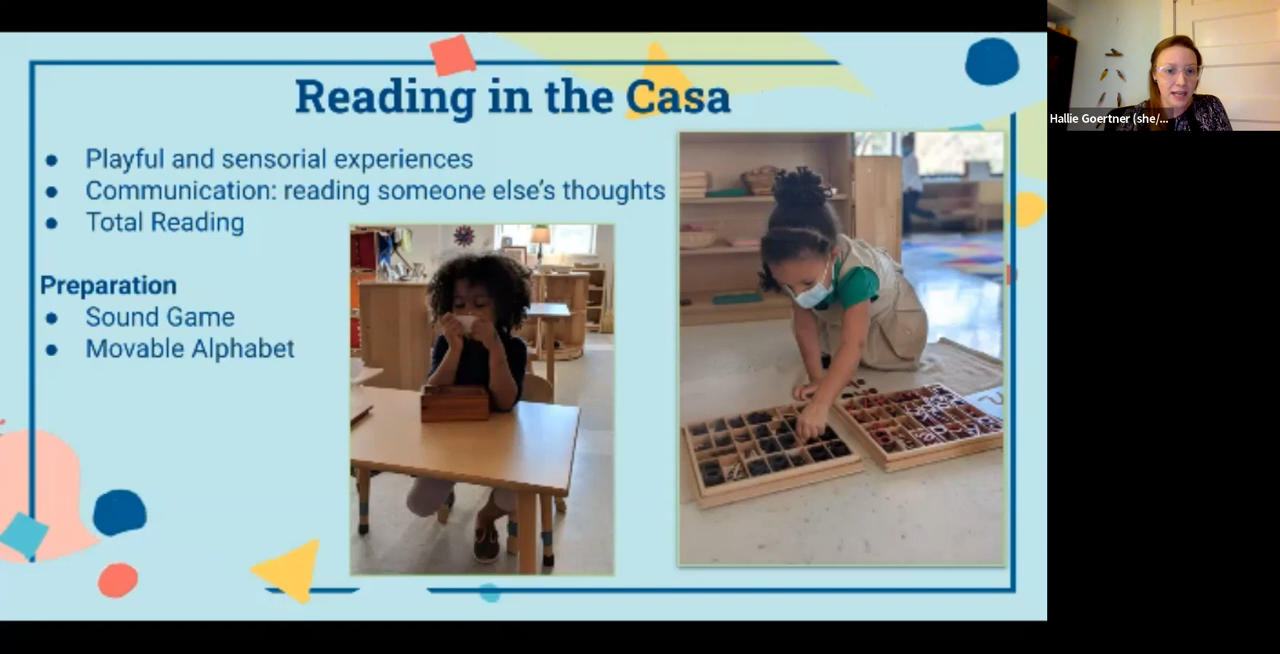 Reading in the Casa
● Playful and sensorial experiences
● Communication: reading someone else's thoughts
● Total Reading
Preparation
● Sound Game
● Movable Alphabet
Hallie Goertner (she/...